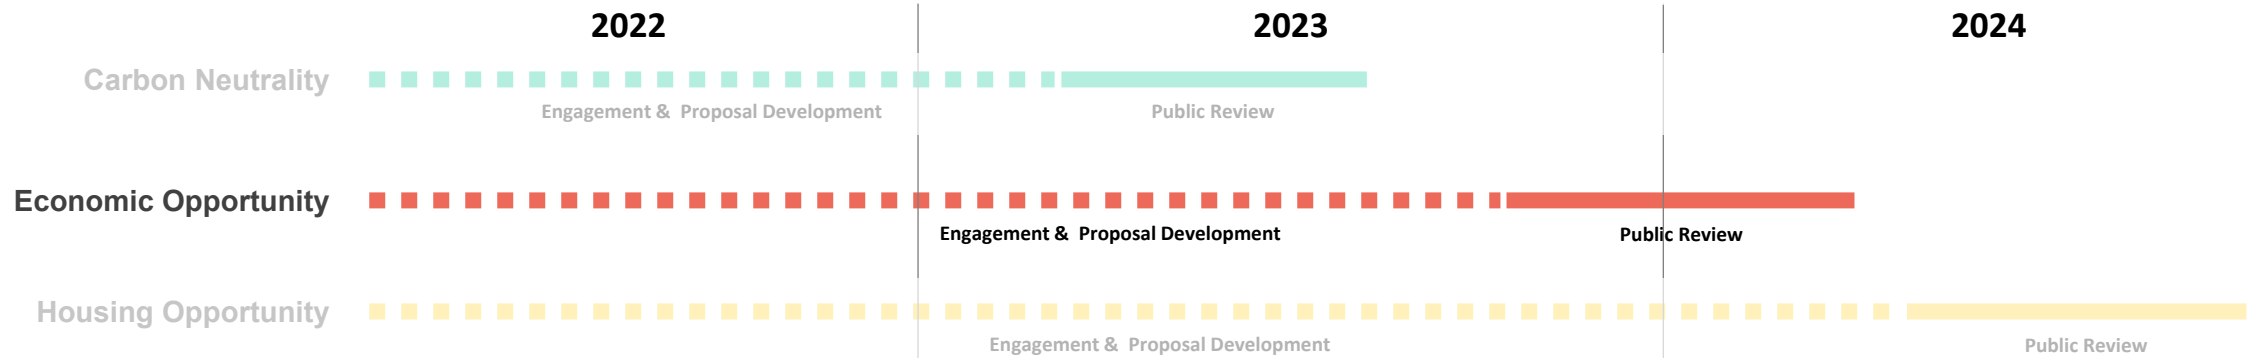 2022 2023 2024
Carbon Neutrality
Engagement & Proposal Development Public Review
Economic Opportunity
Engagement & Proposal Development Public Review
Housing Opportunity
Engagement & Proposal Development Public Review